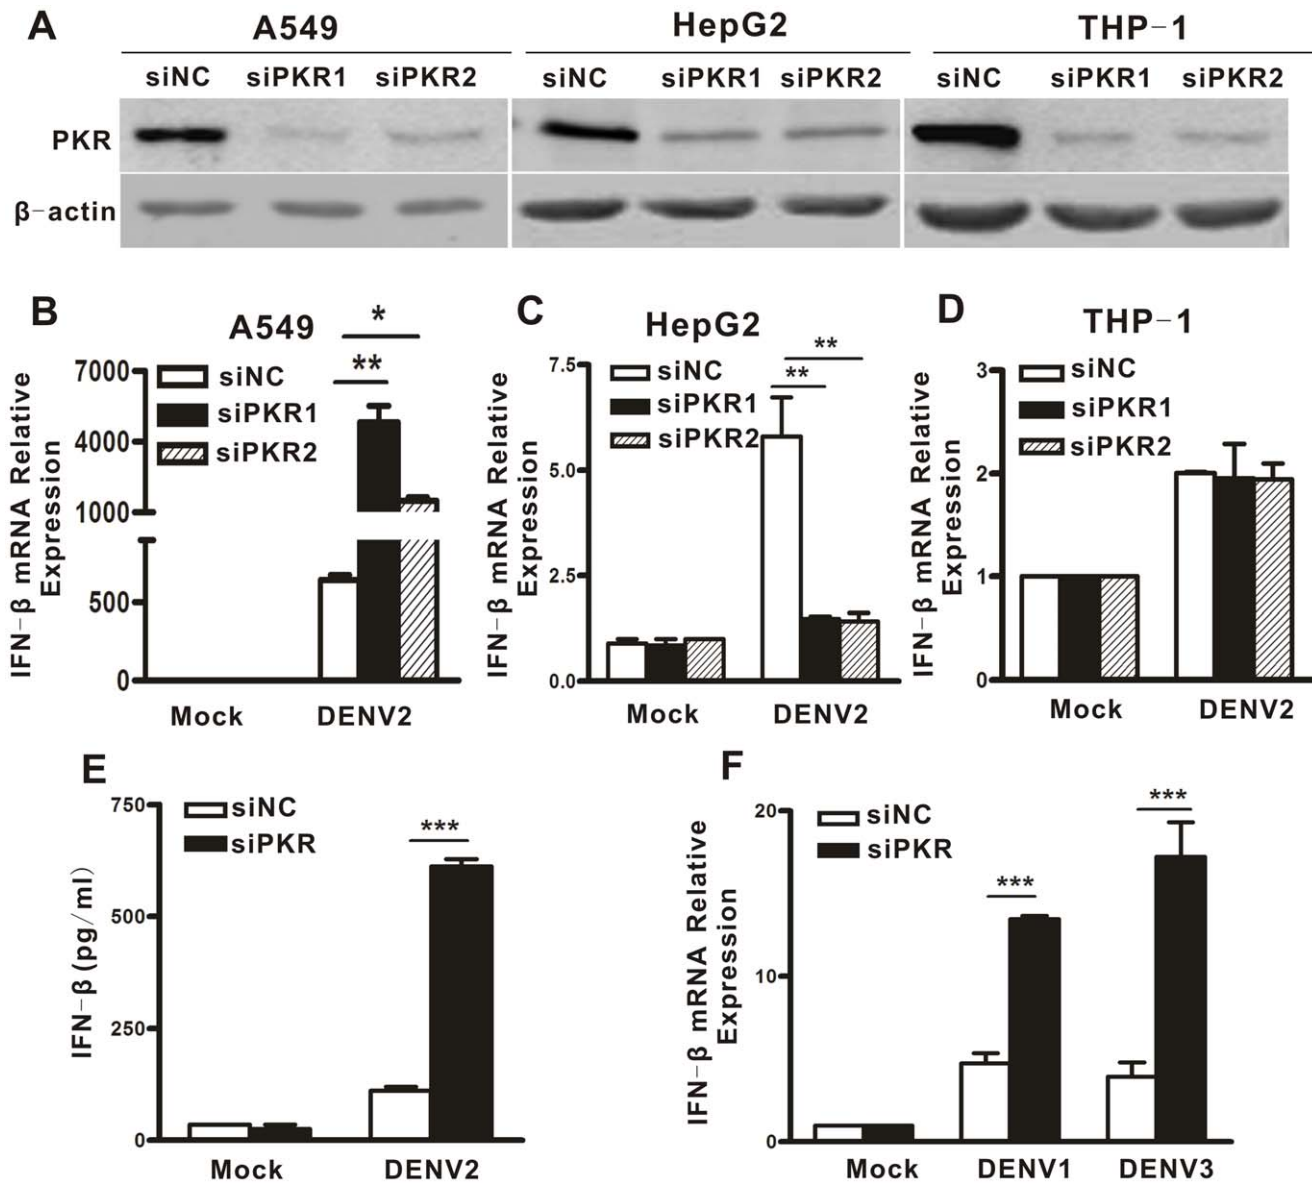 A
A549
HepG2
THP-1
siNC siPKR1 siPKR2
siNC siPKR1 siPKR2
siNC siPKR1 siPKR2
PKR
β-actin
B
A549
*
**
siNC
siPKR1
siPKR2
7000
4000
1000
500
0
IFN-β mRNA Relative
Expression
Mock DENV2
C
HepG2
**
**
siNC
siPKR1
siPKR2
7.5
5.0
2.5
0.0
IFN-β mRNA Relative
Expression
Mock DENV2
D
THP-1
siNC
siPKR1
siPKR2
3
2
1
0
IFN-β mRNA Relative
Expression
Mock DENV2
E
siNC
siPKR
***
750
500
250
0
IFN-β (pg/ml)
Mock DENV2
F
siNC
siPKR
***
***
20
10
0
IFN-β mRNA Relative
Expression
Mock DENV1 DENV3